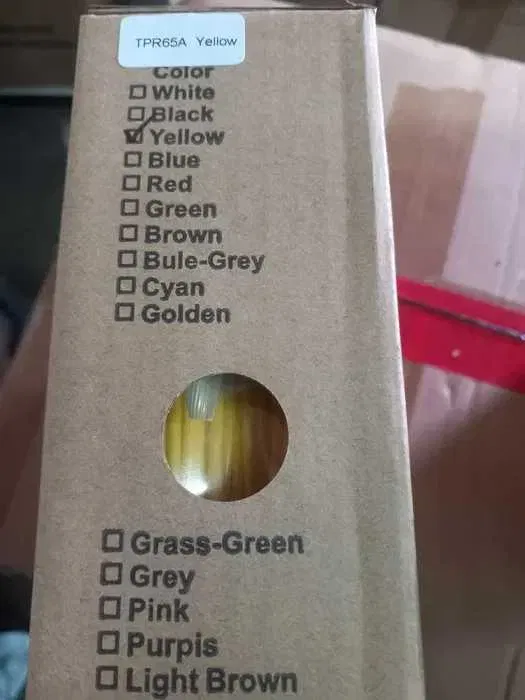 TPR65A Yellow
Color
White
Black
Yellow
Blue
Red
Green
Brown
Bule-Grey
Cyan
Golden
Grass-Green
Grey
Pink
Purpis
Light Brown